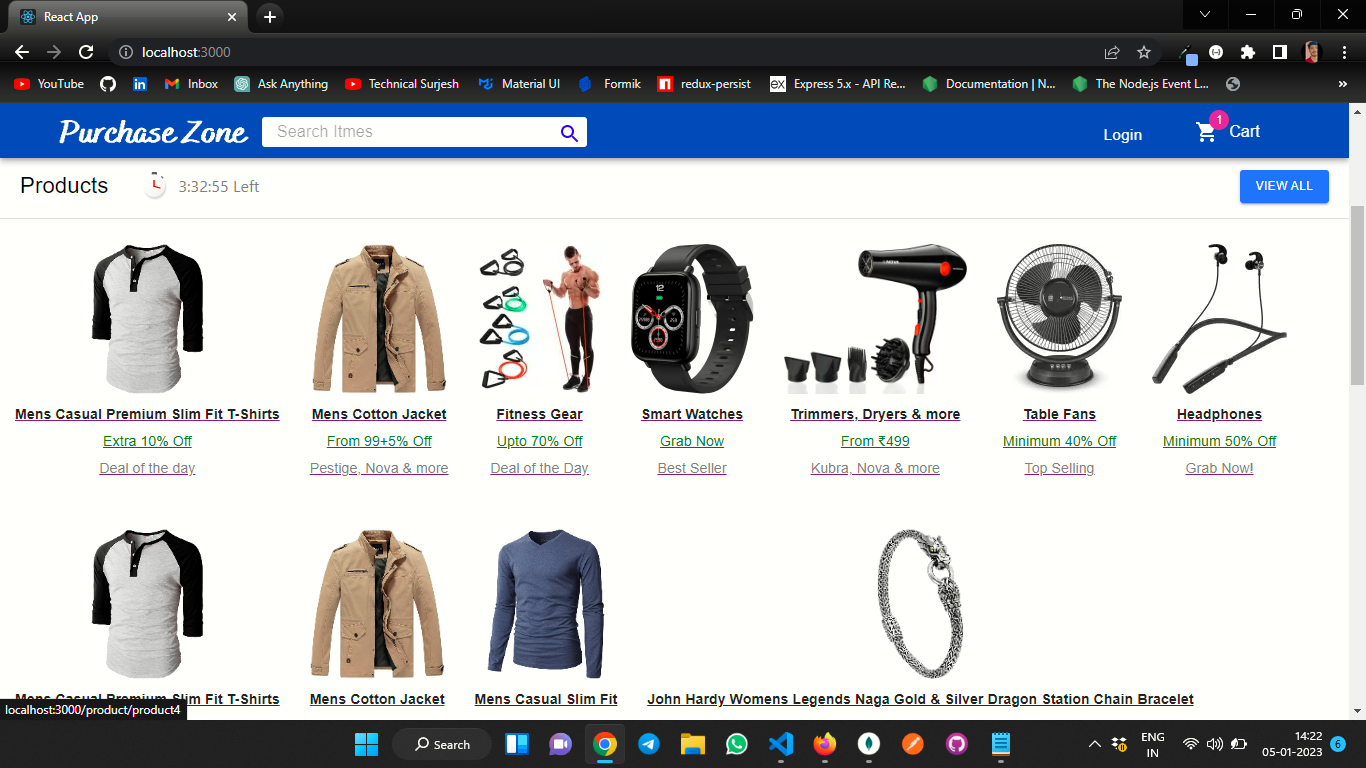 React App
localhost:3000
YouTube
in
Inbox
Ask Anything
Technical Surjesh
Material UI
Formik
redux-persist
ex
Express 5.x - API Re...
Documentation | N...
The Node.js Event L...
»
Purchase Zone
Search Itmes
Login
1
Cart
Products
3:32:55 Left
VIEW ALL
Mens Casual Premium Slim Fit T-Shirts
Mens Cotton Jacket
Fitness Gear
Smart Watches
Trimmers, Dryers & more
Table Fans
Headphones
Extra 10% Off
From 99+5% Off
Upto 70% Off
Grab Now
From ₹499
Minimum 40% Off
Minimum 50% Off
Deal of the day
Pestige, Nova & more
Deal of the Day
Best Seller
Kubra, Nova & more
Top Selling
Grab Now!
Mens Casual Premium Slim Fit T-Shirts
Mens Cotton Jacket
Mens Casual Slim Fit
John Hardy Womens Legends Naga Gold & Silver Dragon Station Chain Bracelet
localhost:3000/product/product4
Search
ENG
IN
14:22
05-01-2023
6